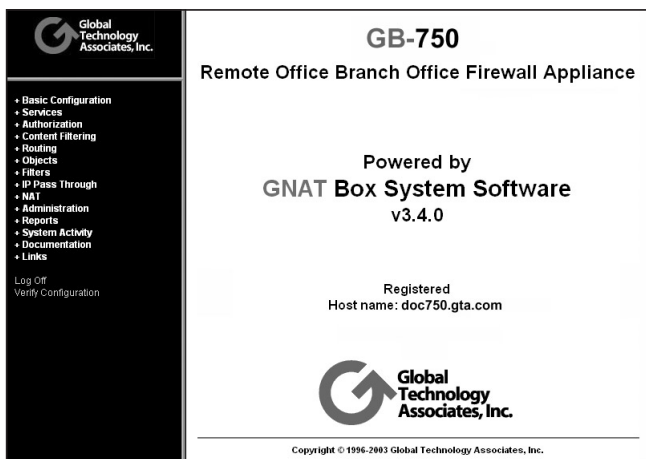 Global
Technology
Associates, Inc.
+ Basic Configuration
+ Services
+ Authorization
+ Content Filtering
+ Routing
+ Objects
+ Filters
+ IP Pass Through
+ NAT
+ Administration
+ Reports
+ System Activity
+ Documentation
+ Links
Log Off
Verify Configuration
GB-750
Remote Office Branch Office Firewall Appliance
Powered by
GNAT Box System Software
v3.4.0
Registered
Host name: doc750.gta.com
Global
Technology
Associates, Inc.
Copyright © 1996-2003 Global Technology Associates, Inc.